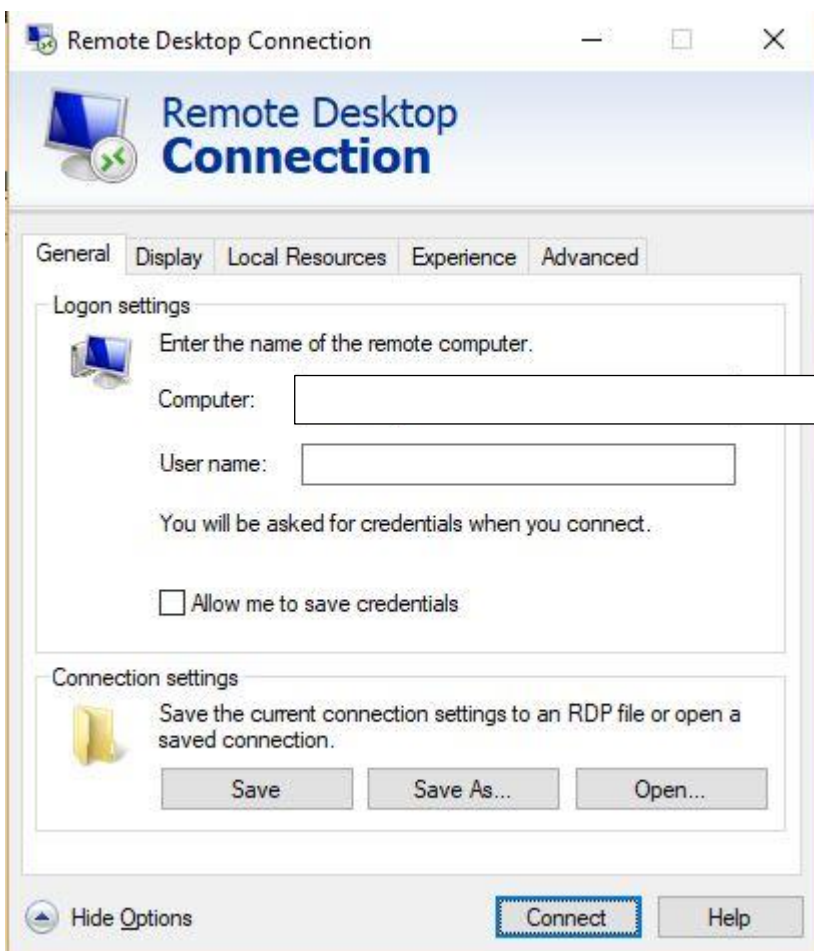 Remote Desktop Connection
Remote Desktop
Connection
General Display Local Resources Experience Advanced
Logon settings
Enter the name of the remote computer.
Computer:
User name:
You will be asked for credentials when you connect.
Allow me to save credentials
Connection settings
Save the current connection settings to an RDP file or open a
saved connection.
Save Save As... Open...
Hide Options Connect Help